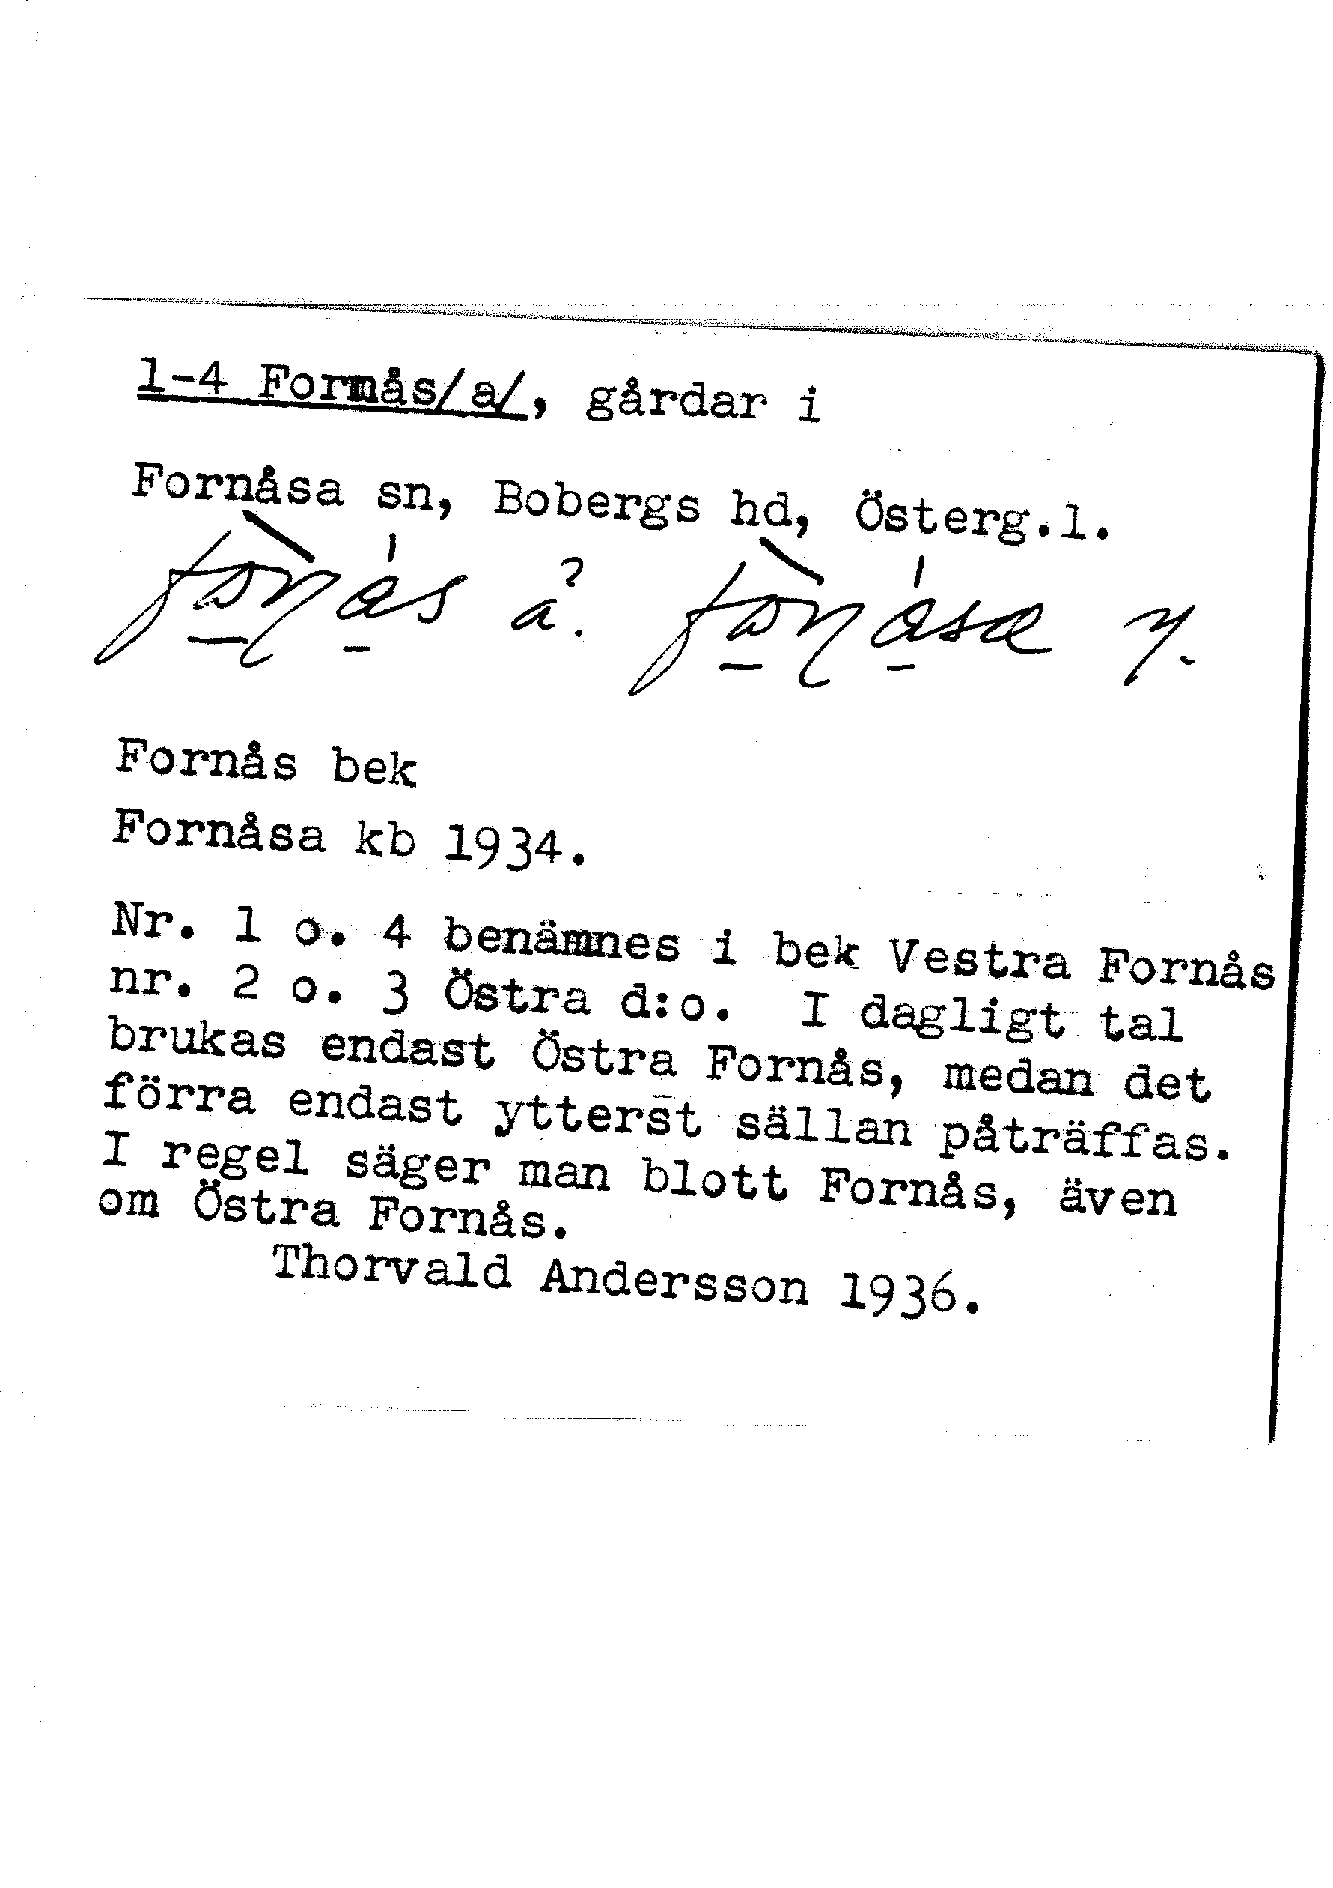 1-4 Fornås/a/, gårdar i
Fornåsa sn, Bobergs hd, Österg.l.
Fornås bek
Fornåsa kb 1934.
Nr. 1 o. 4 benämnes i bek Vestra Fornås
nr. 2 o. 3 Östra d:o. I dagligt tal
brukas endast Östra Fornås, medan det
förra endast ytterst sällan påträffas.
I regel säger man blott Fornås, även
om Östra Fornås.
Thorvald Andersson 1936.